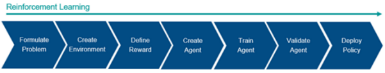 Reinforcement Learning
Formulate
Problem
Create
Environment
Define
Reward
Create
Agent
Train
Agent
Validate
Agent
Deploy
Policy